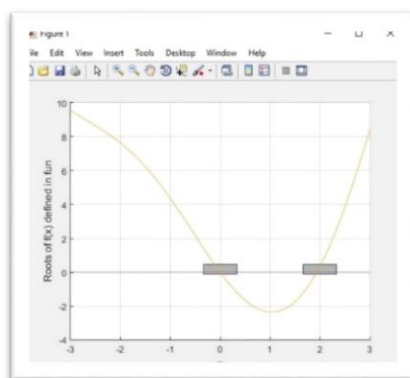 Figure 1
ile Edit View Insert Tools Desktop Window Help
Roots of f(x) defined in fun
10
8
6
4
2
0
-2
-4
-3 -2 -1 0 1 2 3